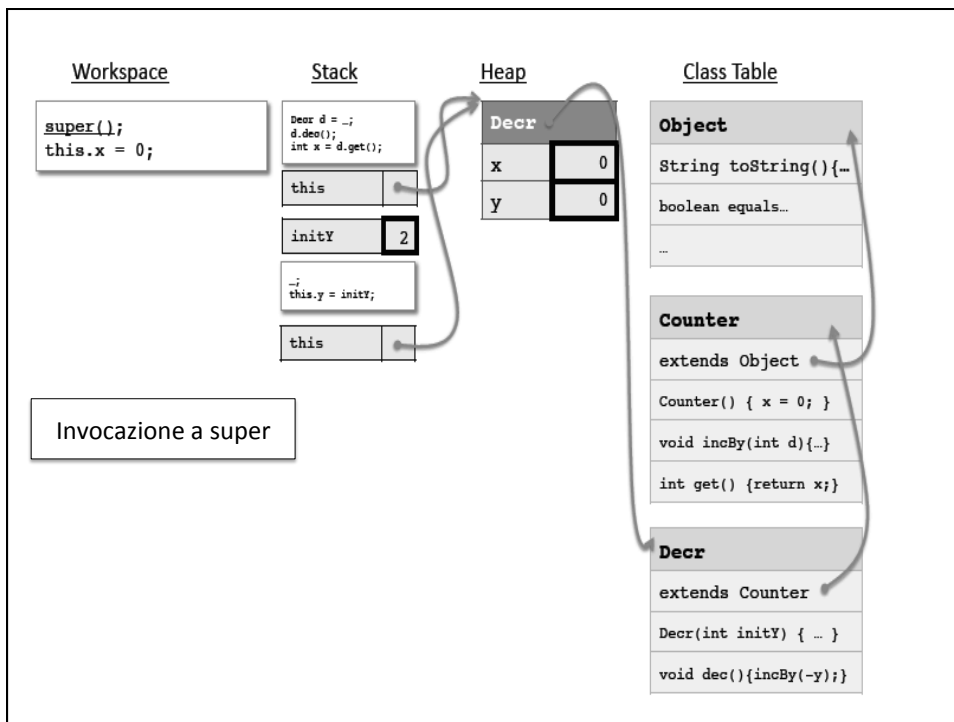 Workspace
Stack
Heap
Class Table
super();
this.x = 0;
Decr d = _;
d.dec();
int x = d.get();
this
initY 2
_;
this.y = initY;
this
Decr
x 0
y 0
Object
String toString(){…
boolean equals…
…
Counter
extends Object
Counter() { x = 0; }
void incBy(int d){…}
int get() {return x;}
Decr
extends Counter
Decr(int initY) { … }
void dec(){incBy(-y);}
Invocazione a super